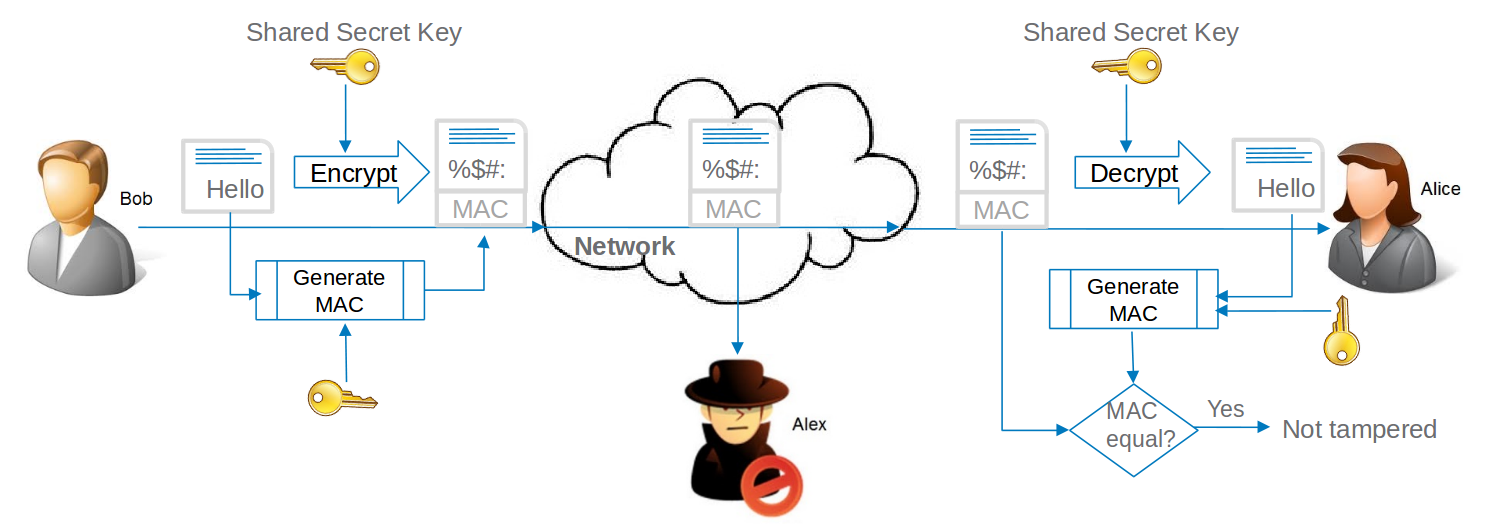 Shared Secret Key
Shared Secret Key
Bob
Hello
Encrypt
%$#:
MAC
%$#:
MAC
%$#:
MAC
Decrypt
Hello
Alice
Network
Generate
MAC
Generate
MAC
Alex
MAC
equal?
Yes
Not tampered